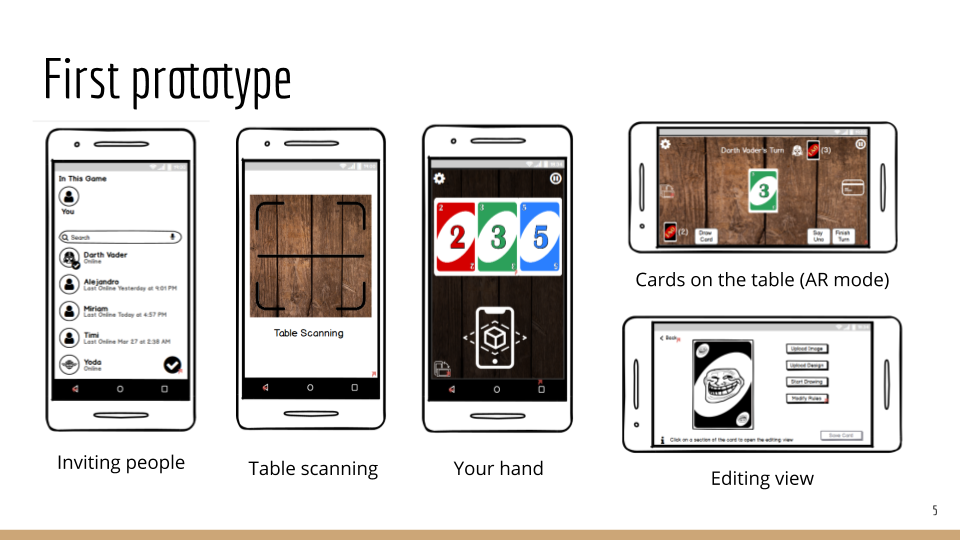 First prototype
In This Game
You
Search
Darth Vader
Online
Alejandro
Last Online Yesterday at 9:01 PM
Miriam
Last Online Today at 4:57 PM
Timi
Last Online Mar 27 at 2:38 AM
Yoda
Online
Inviting people
Table Scanning
Table scanning
2 3 5
2 3 5
Your hand
Darth Vader's Turn
(3)
3
(2)
Draw Card
Say Uno
Finish Turn
Cards on the table (AR mode)
Back
Upload Image
Upload Design
Start Drawing
Modify Rules
Click on a section of the card to open the editing view
Save Card
Editing view
5